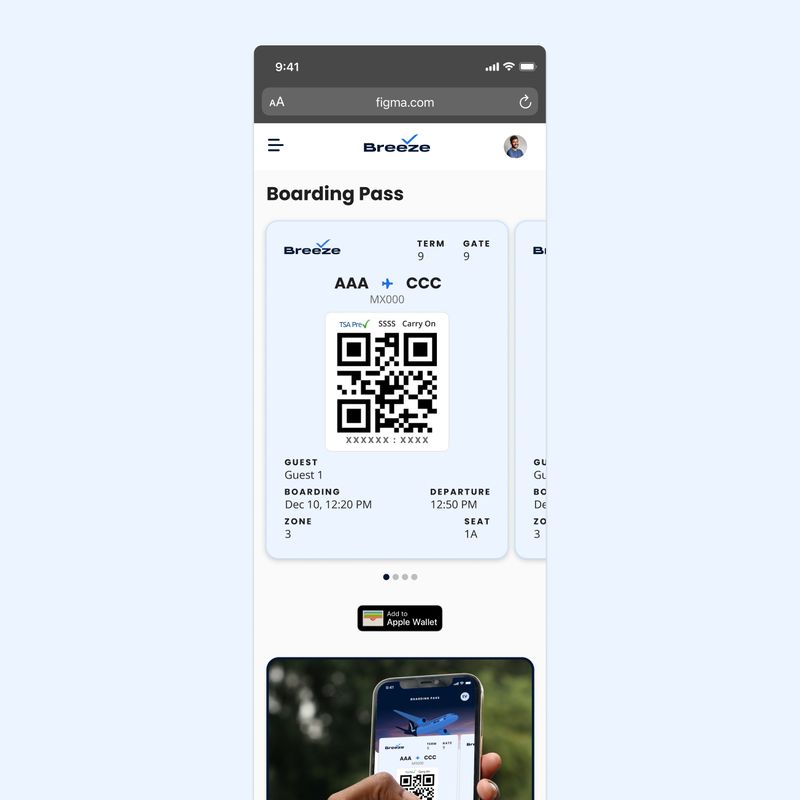 9:41
AA figma.com
Breeze
Boarding Pass
Breeze
TERM GATE
9 9
AAA CCC
MX000
TSA Pre SSSS Carry On
XXXXXX : XXXX
GUEST
Guest 1
BOARDING DEPARTURE
Dec 10, 12:20 PM 12:50 PM
ZONE SEAT
3 1A
Br
GU
Gu
BO
De
ZO
3
Add to
Apple Wallet
9:41
BOARDING PASS
Breeze
TERM GATE
AAA CCC
MX000